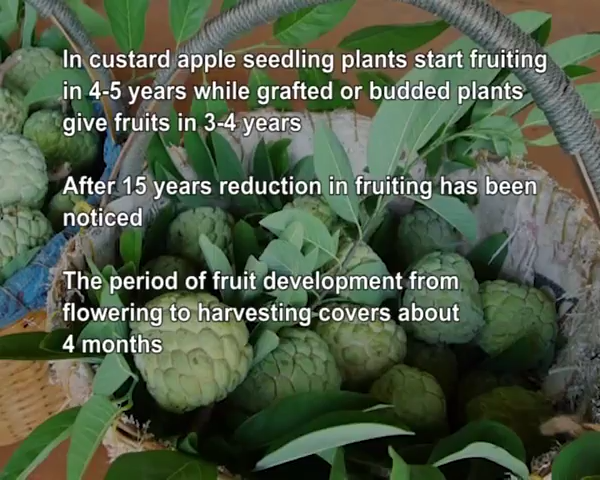 In custard apple seedling plants start fruiting
in 4-5 years while grafted or budded plants
give fruits in 3-4 years
After 15 years reduction in fruiting has been
noticed
The period of fruit development from
flowering to harvesting covers about
4 months